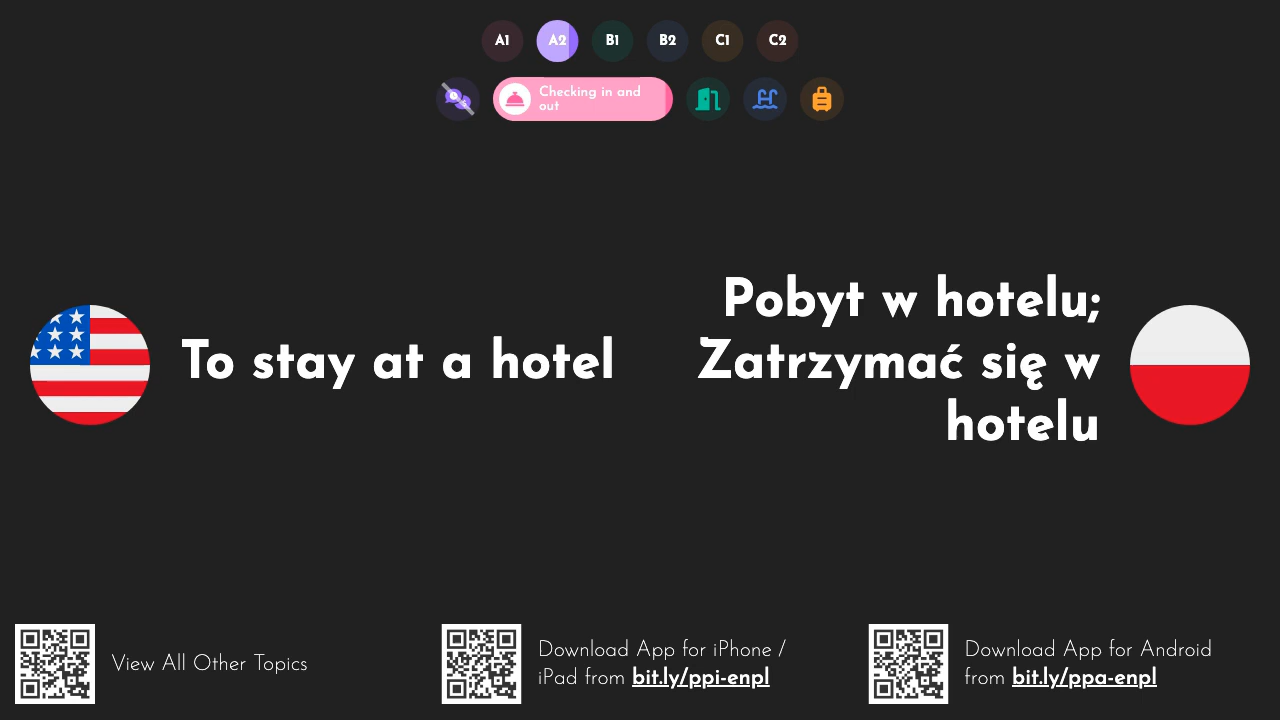 A1
A2
B1
B2
C1
C2
Checking in and
out
To stay at a hotel
Pobyt w hotelu;
Zatrzymać się w
hotelu
View All Other Topics
Download App for iPhone /
iPad from bit.ly/ppi-enpl
Download App for Android
from bit.ly/ppa-enpl